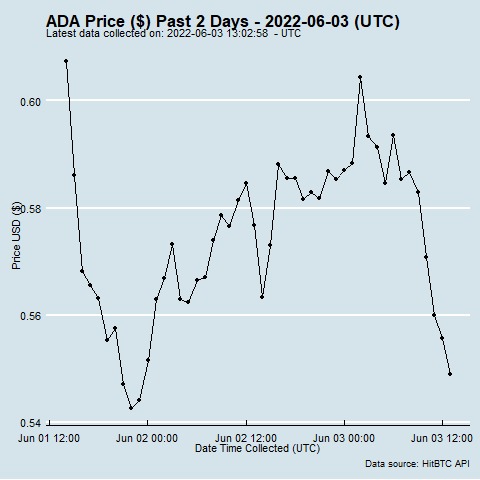 ADA Price ($) Past 2 Days - 2022-06-03 (UTC)
Latest data collected on: 2022-06-03 13:02:58 - UTC
0.60
0.58
Price USD ($)
0.56
0.54
Jun 01 12:00 Jun 02 00:00 Jun 02 12:00 Jun 03 00:00 Jun 03 12:00
Date Time Collected (UTC)
Data source: HitBTC API